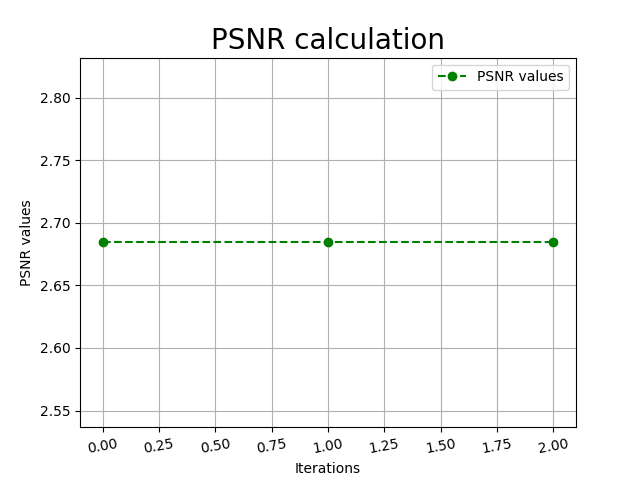 PSNR calculation
PSNR values
2.80
2.75
2.70
2.65
2.60
2.55
PSNR values
0.00 0.25 0.50 0.75 1.00 1.25 1.50 1.75 2.00
Iterations